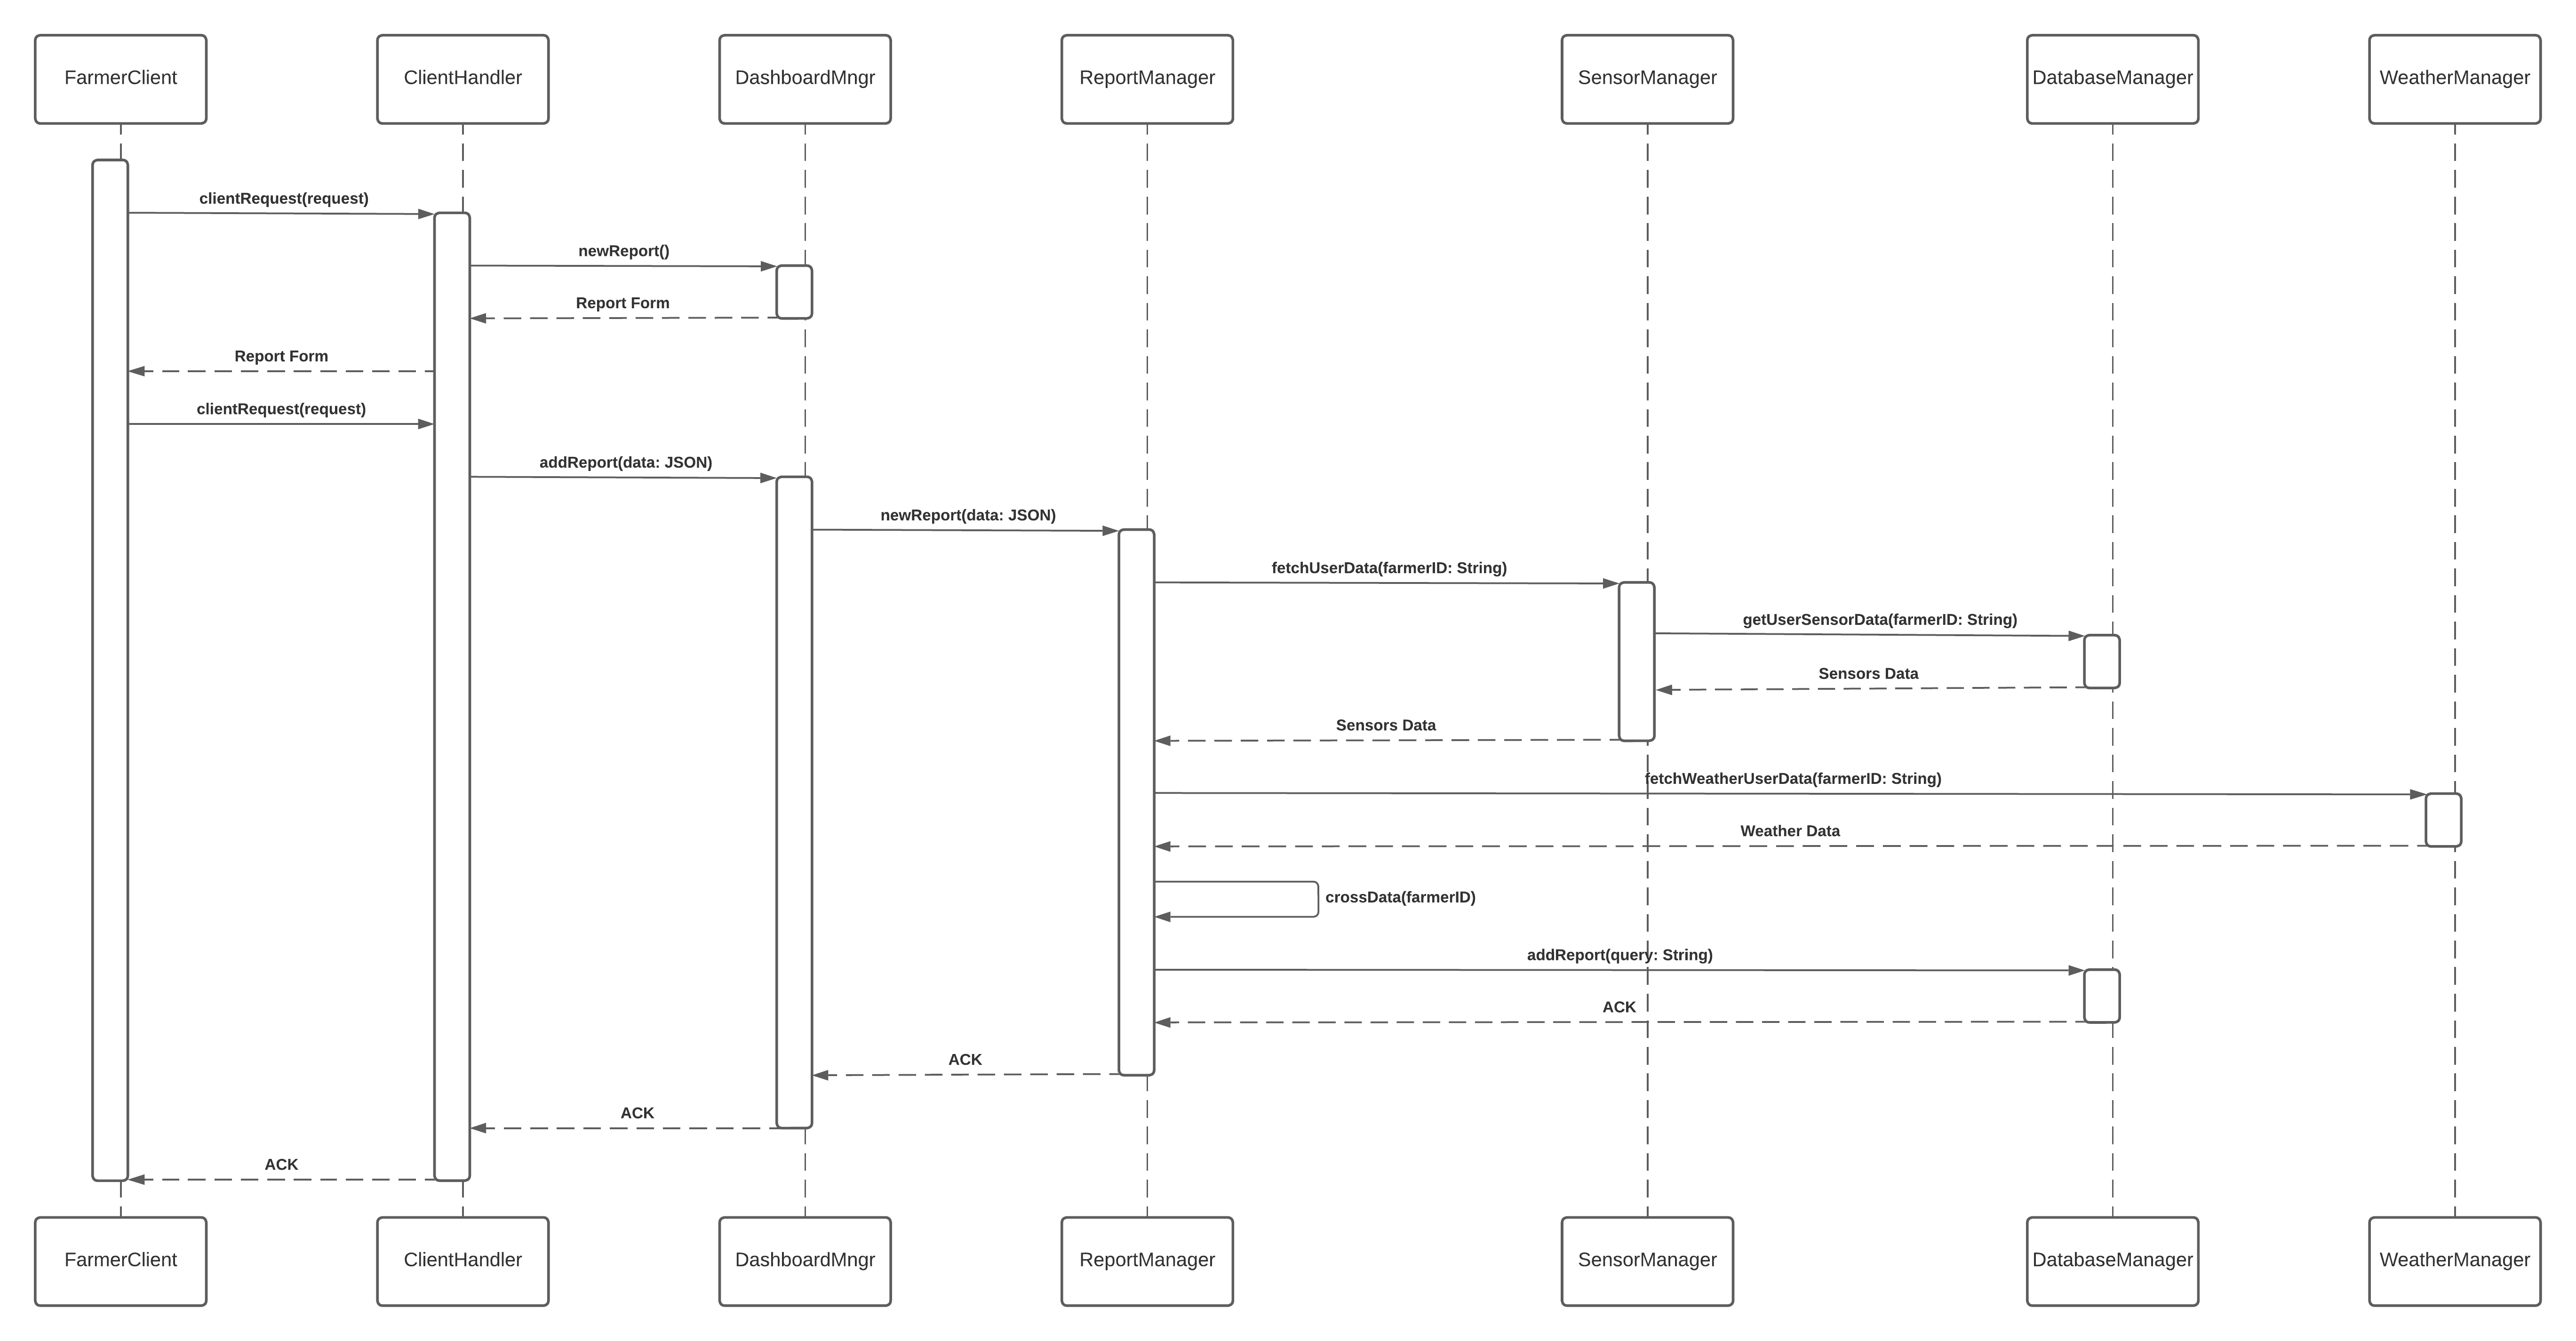 FarmerClient
ClientHandler
DashboardMngr
ReportManager
SensorManager
DatabaseManager
WeatherManager
clientRequest(request)
newReport()
Report Form
Report Form
clientRequest(request)
addReport(data: JSON)
newReport(data: JSON)
fetchUserData(farmerID: String)
getUserSensorData(farmerID: String)
Sensors Data
Sensors Data
fetchWeatherUserData(farmerID: String)
Weather Data
crossData(farmerID)
addReport(query: String)
ACK
ACK
ACK
ACK
FarmerClient
ClientHandler
DashboardMngr
ReportManager
SensorManager
DatabaseManager
WeatherManager